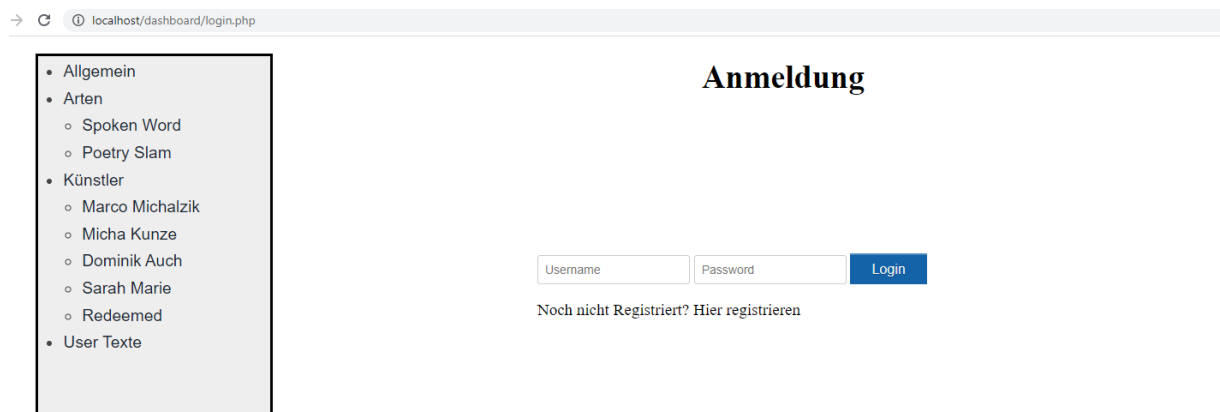 localhost/dashboard/login.php
Allgemein
Arten
Spoken Word
Poetry Slam
Künstler
Marco Michalzik
Micha Kunze
Dominik Auch
Sarah Marie
Redeemed
User Texte
Anmeldung
Username Password Login
Noch nicht Registriert? Hier registrieren